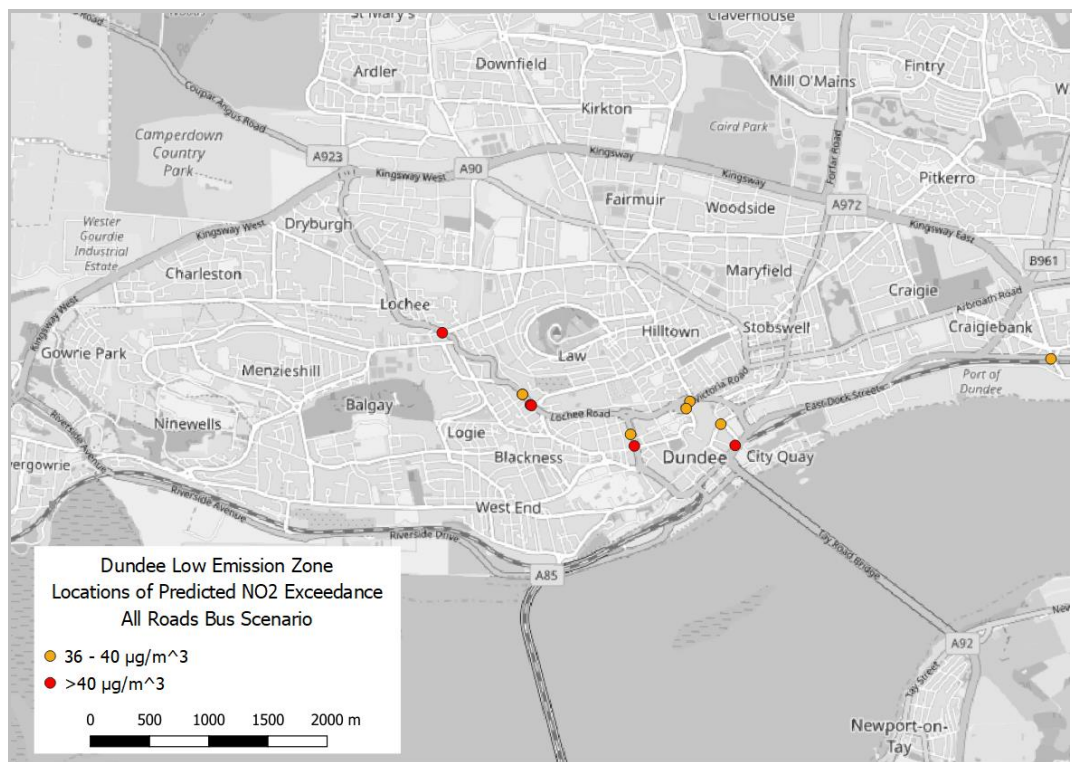 St Mary's
Claverhouse
Downfield
Fintry
Ardler
Mill O'Mains
Coupar Angus Road
Kirkton
Camperdown
Country
Park
Caird Park
Forfar Road
A923
Kingsway
A90
Kingsway West
Kingsway
Pitkerro
Fairmuir
Woodside
A972
Dryburgh
Wester
Gourdie
Industrial
Estate
Kingsway West
Kingsway East
B961
Charleston
Maryfield
Craigie
Lochee
Arbroath Road
Kingsway West
Hilltown
Stobswell
Craigiebank
Gowrie Park
Law
Menzieshill
Port of
Dundee
Victoria Road
East Dock Street
Balgay
Lochee Road
Ninewells
Logie
Riverside Avenue
Blackness
Dundee
City Quay
vergowrie
Riverside Avenue
West End
Riverside Drive
Tay Road Bridge
A85
Dundee Low Emission Zone
Locations of Predicted NO2 Exceedance
All Roads Bus Scenario
36 - 40 µg/m^3
>40 µg/m^3
0 500 1000 1500 2000 m
A92
New
Tay Street
Newport-on-
Tay